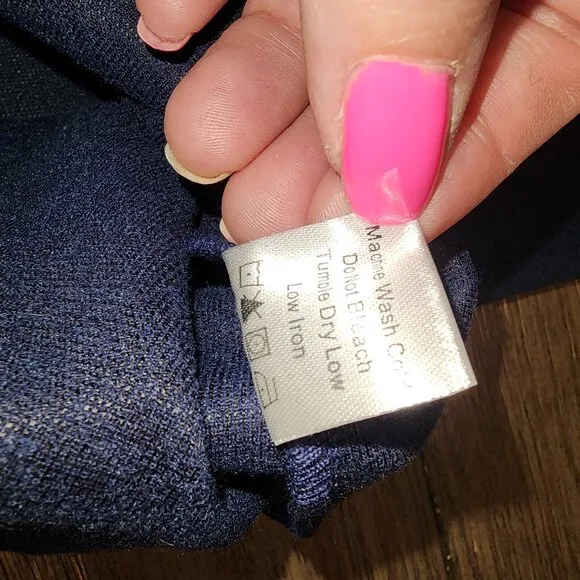 Machine Wash Cold
Do Not Bleach
Tumble Dry Low
Low Iron